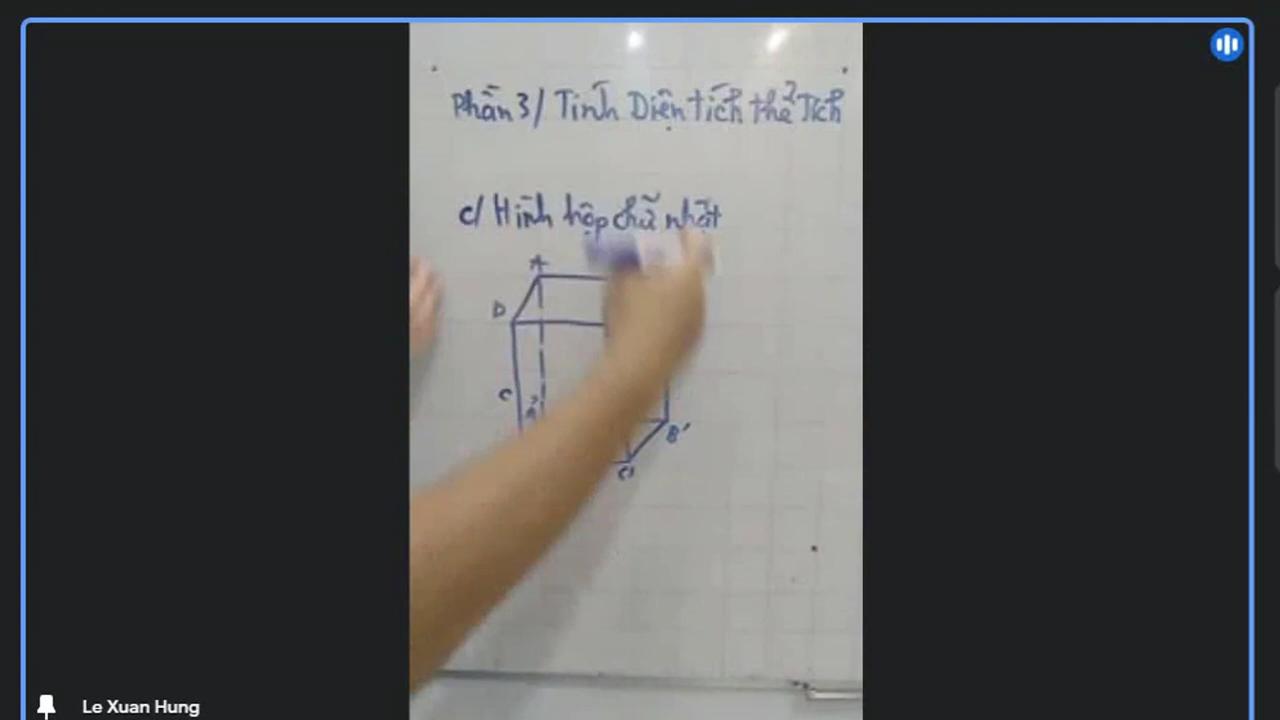 Phần 3/ Tính Diện tích thể Tích
c/ Hình hộp chữ nhật
A
D
c
A'
B'
C'
Le Xuan Hung